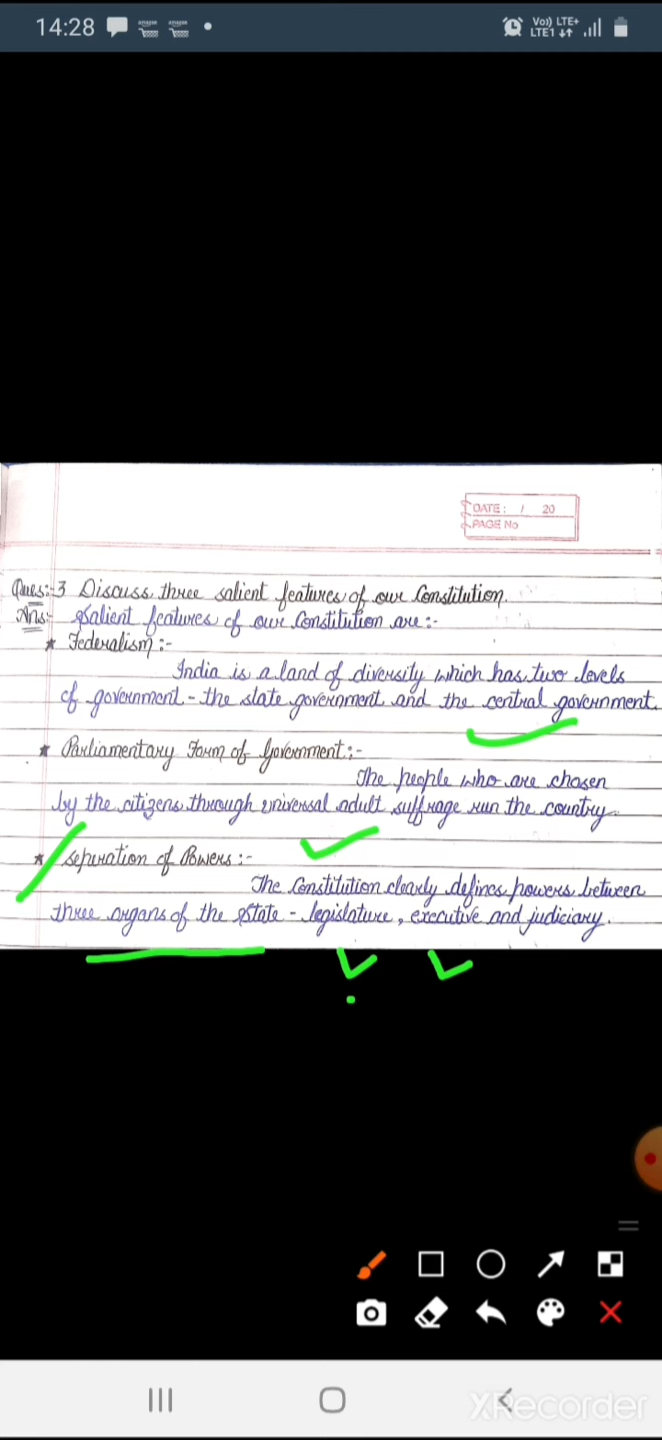 14:28
Vo) LTE+
LTE1
DATE: / 20
PAGE No
Ques:-3 Discuss three salient features of our Constitution.
Ans:- Salient features of our Constitution are:-
* Federalism:-
India is a land of diversity which has two levels
of government - the state government and the central government.
* Parliamentary Form of Government:-
The people who are chosen
by the citizens through universal adult suffrage run the country
* Seperation of Powers:-
The Constitution clearly defines powers between
three organs of the State - legislature, executive and judiciary.
XRecorder